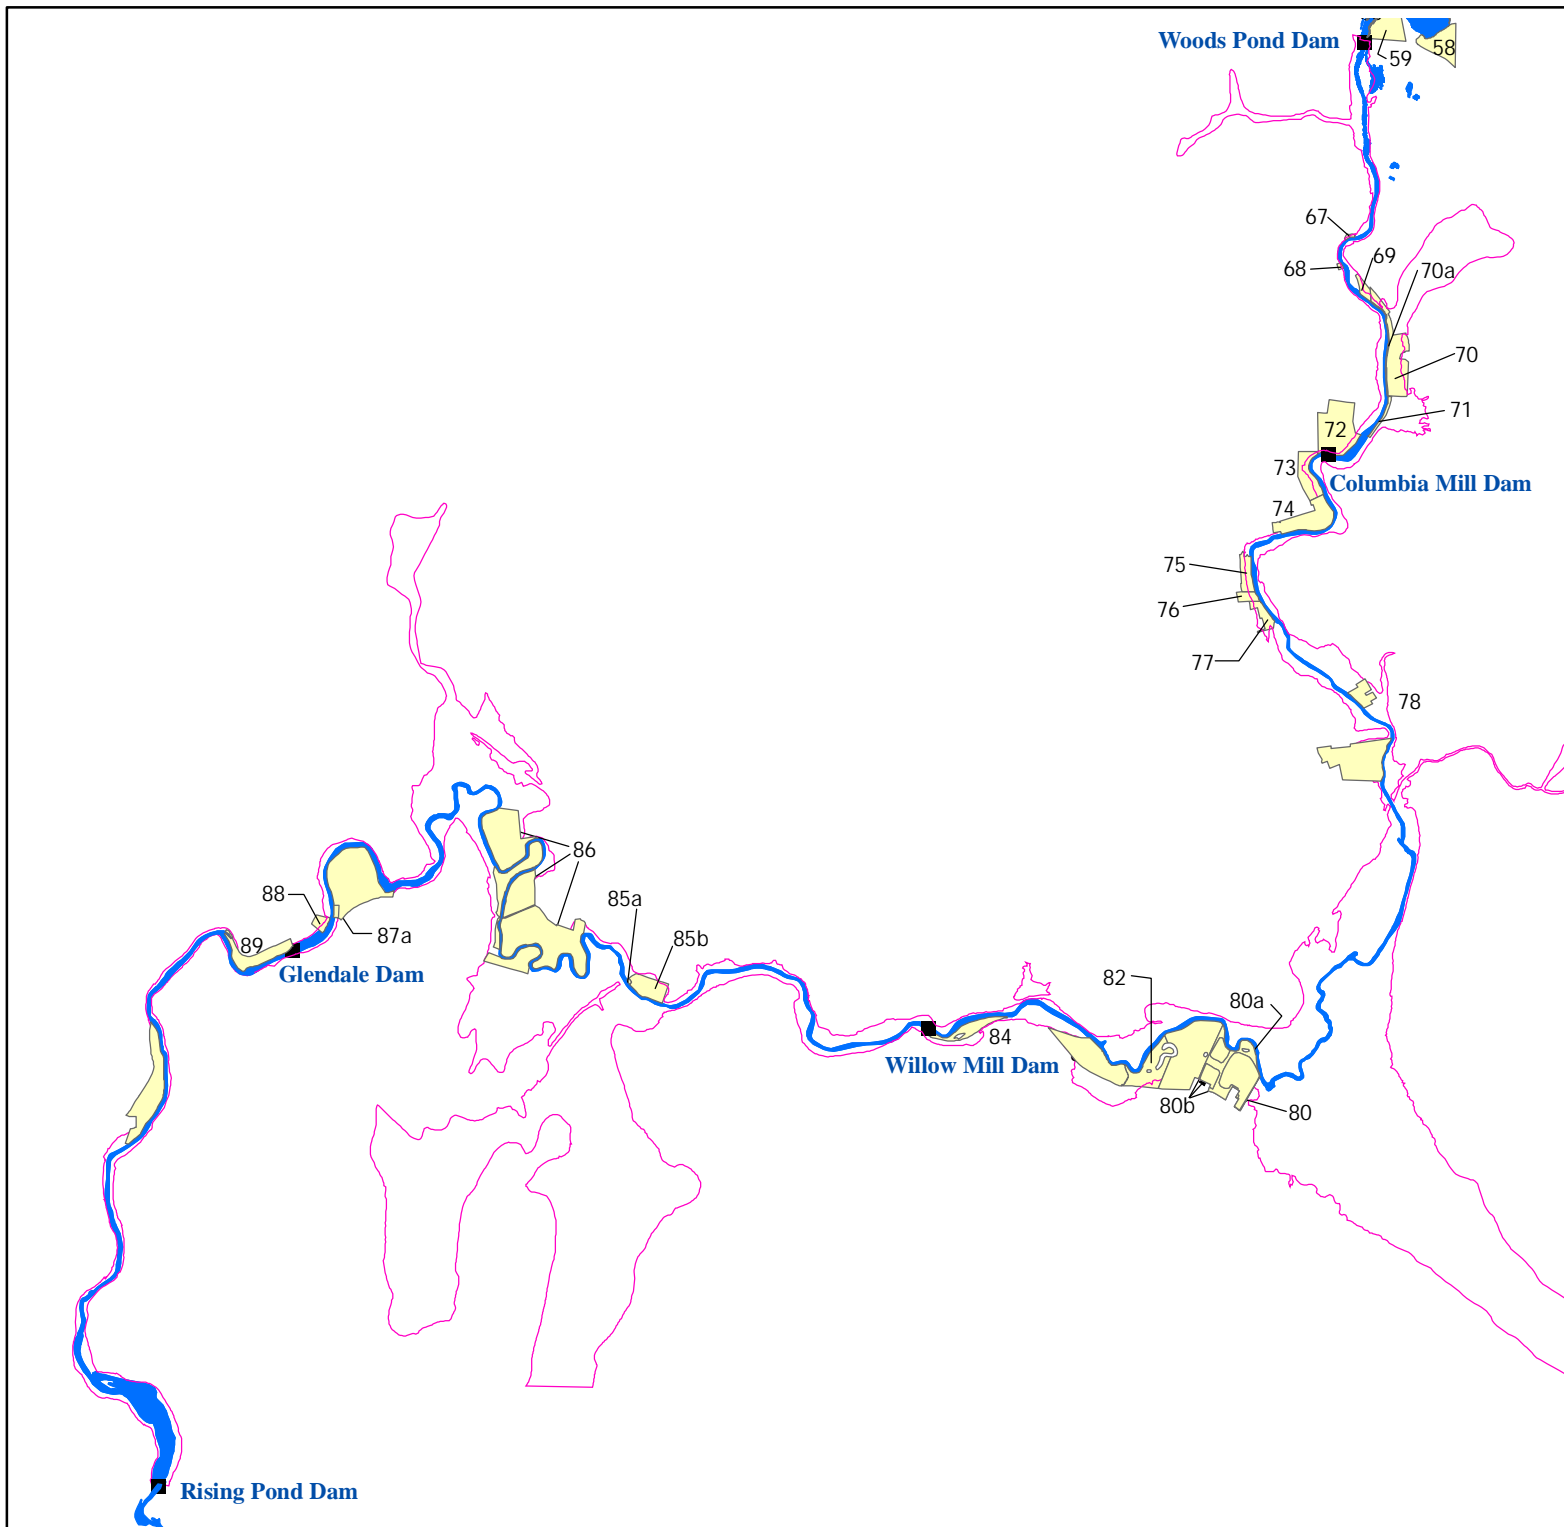 Woods Pond Dam
58
59
67
69
68
70a
70
71
72
73
Columbia Mill Dam
74
75
76
77
78
86
85a
88
87a
85b
89
Glendale Dam
82
80a
84
Willow Mill Dam
80b
80
Rising Pond Dam